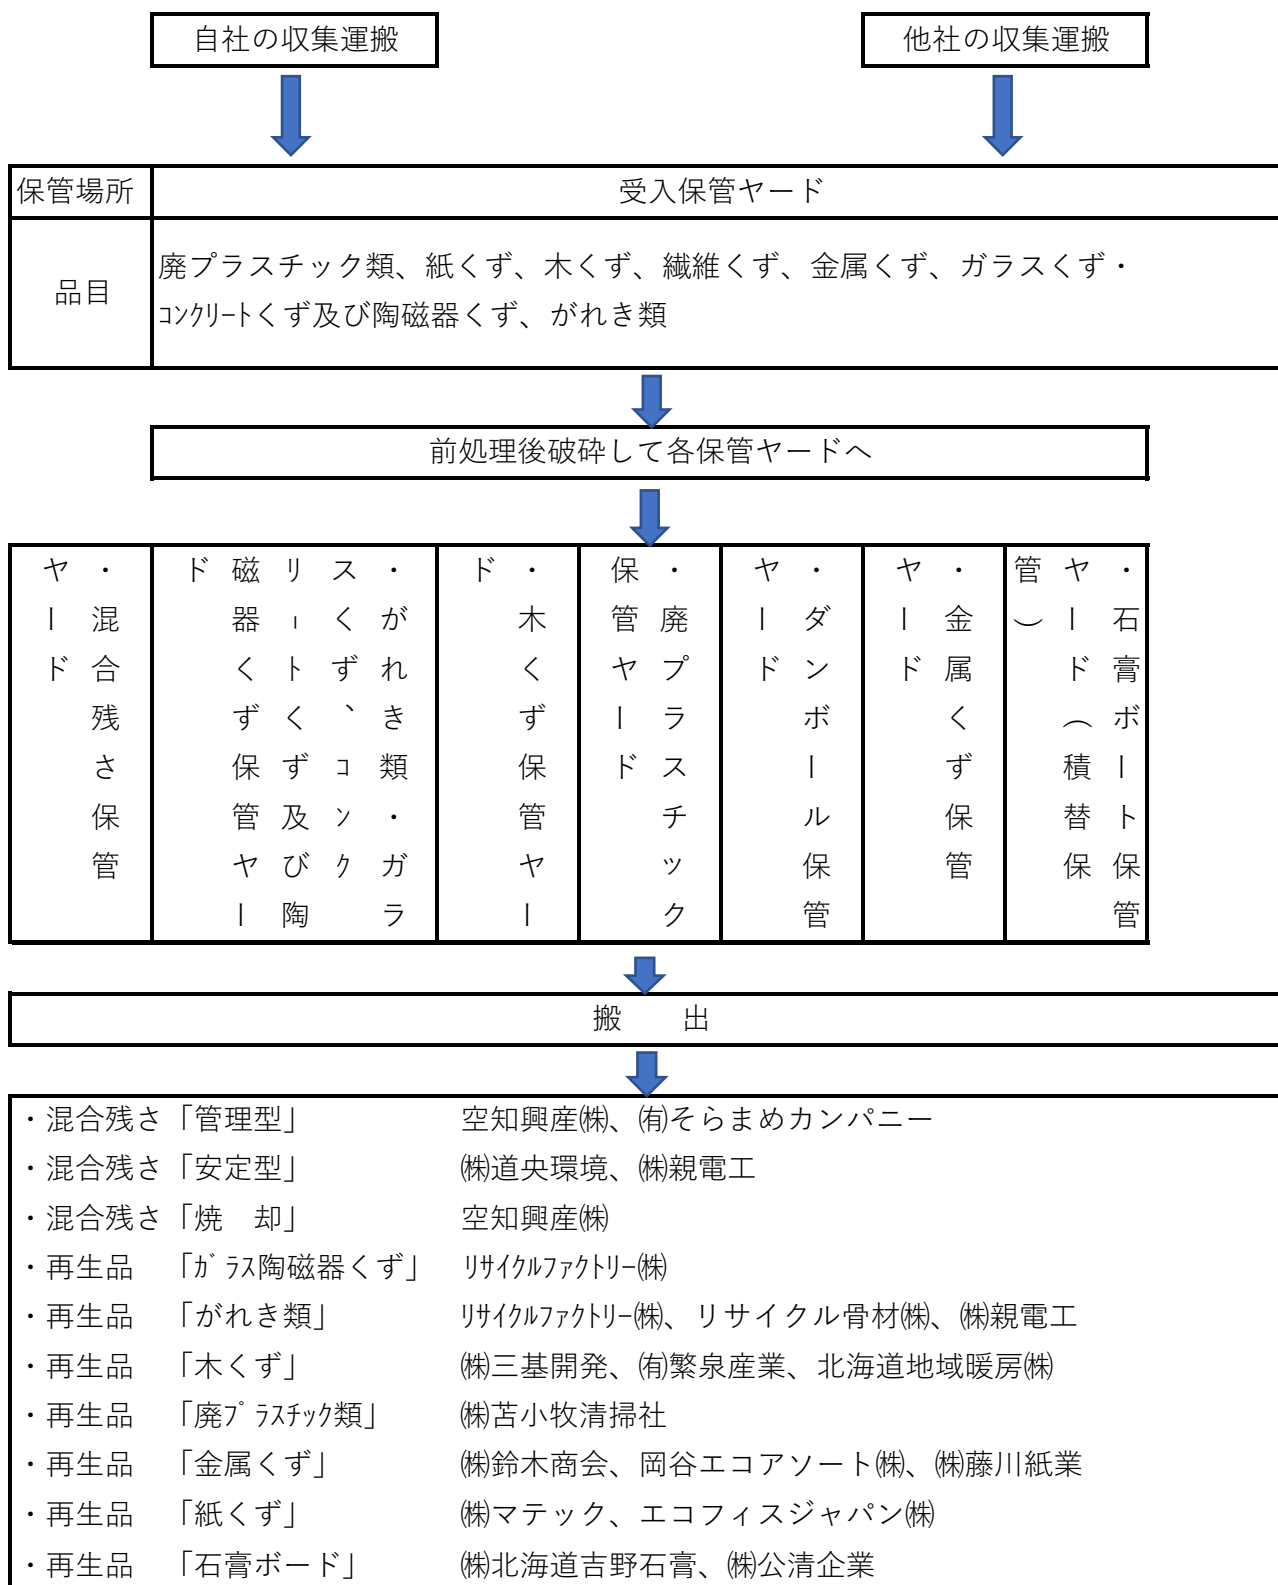 自社の収集運搬
他社の収集運搬
保管場所
受入保管ヤード
品目
廃プラスチック類、紙くず、木くず、繊維くず、金属くず、ガラスくず・
ｺﾝｸﾘｰﾄくず及び陶磁器くず、がれき類
前処理後破砕して各保管ヤードへ
・混合残さ保管
ヤード
・がれき類・ガラ
スくず、ｺﾝｸ
ﾘｰﾄくず及び陶
磁器くず保管ヤー
ド
・木くず保管ヤー
ド
・廃プラスチック
保管ヤード
・ダンボール保管
ヤード
・金属くず保管
ヤード
・石膏ボート保管
ヤード（積替保
管）
搬　出
・混合残さ「管理型」　空知興産㈱、㈲そらまめカンパニー
・混合残さ「安定型」　㈱道央環境、㈱親電工
・混合残さ「焼　却」　空知興産㈱
・再生品　「ｶﾞﾗｽ陶磁器くず」　ﾘｻｲｸﾙﾌｧｸﾄﾘｰ㈱
・再生品　「がれき類」　ﾘｻｲｸﾙﾌｧｸﾄﾘｰ㈱、リサイクル骨材㈱、㈱親電工
・再生品　「木くず」　㈱三基開発、㈲繁泉産業、北海道地域暖房㈱
・再生品　「廃ﾌﾟﾗｽﾁｯｸ類」　㈱苫小牧清掃社
・再生品　「金属くず」　㈱鈴木商会、岡谷エコアソート㈱、㈱藤川紙業
・再生品　「紙くず」　㈱マテック、エコフィスジャパン㈱
・再生品　「石膏ボード」　㈱北海道吉野石膏、㈱公清企業